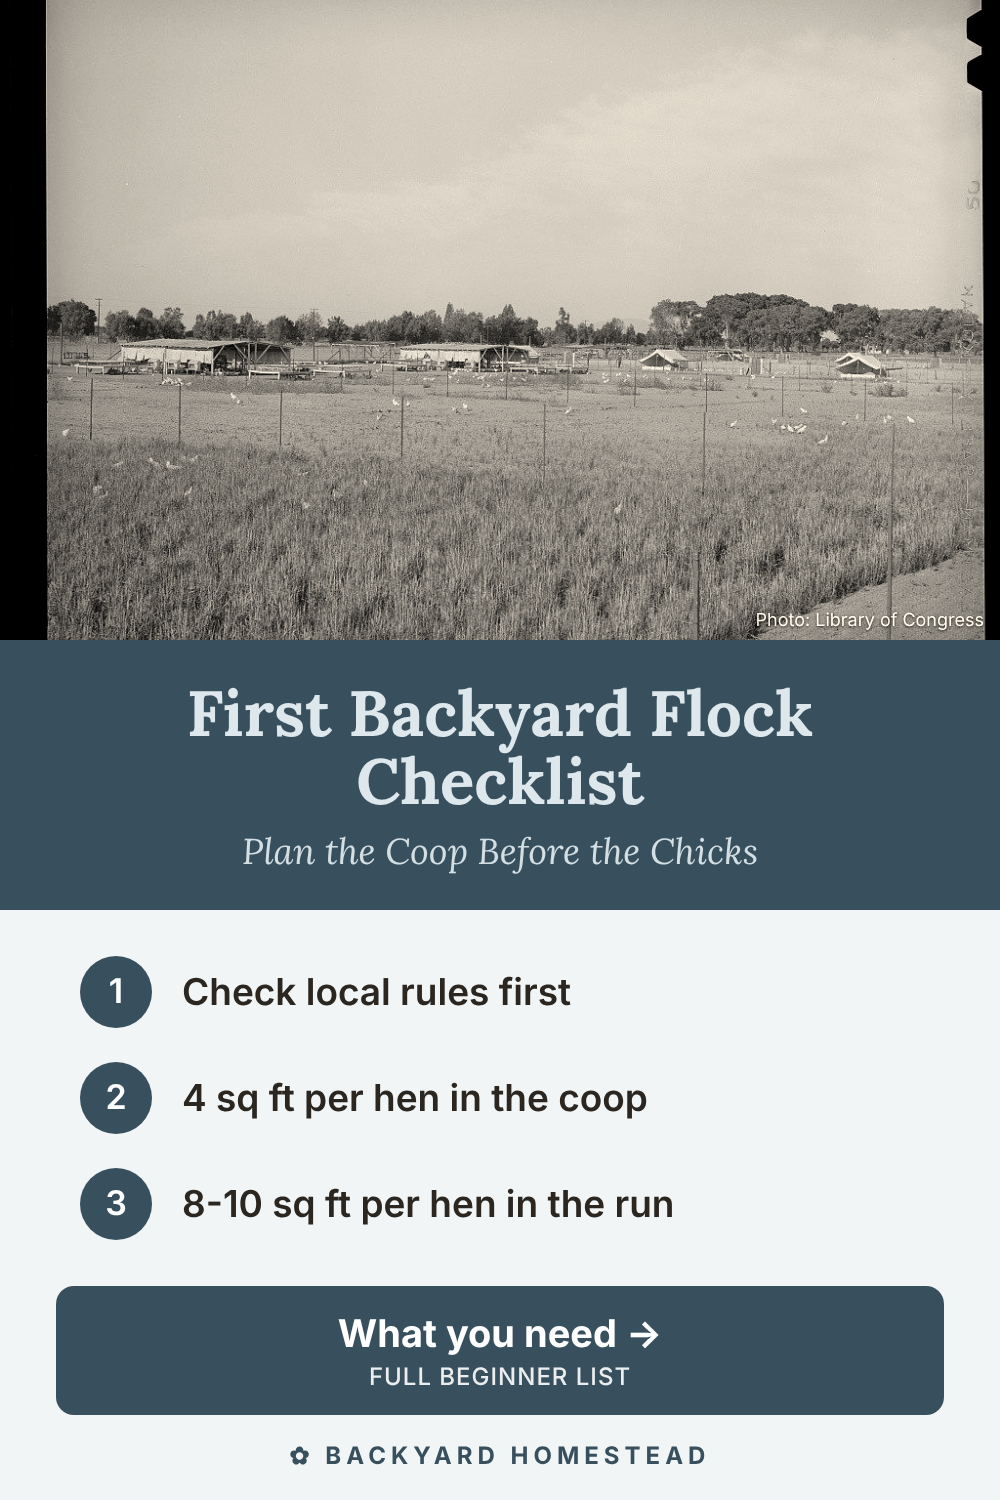 50
Photo: Library of Congress
First Backyard Flock
Checklist
Plan the Coop Before the Chicks
1 Check local rules first
2 4 sq ft per hen in the coop
3 8-10 sq ft per hen in the run
What you need →
FULL BEGINNER LIST
✿ BACKYARD HOMESTEAD